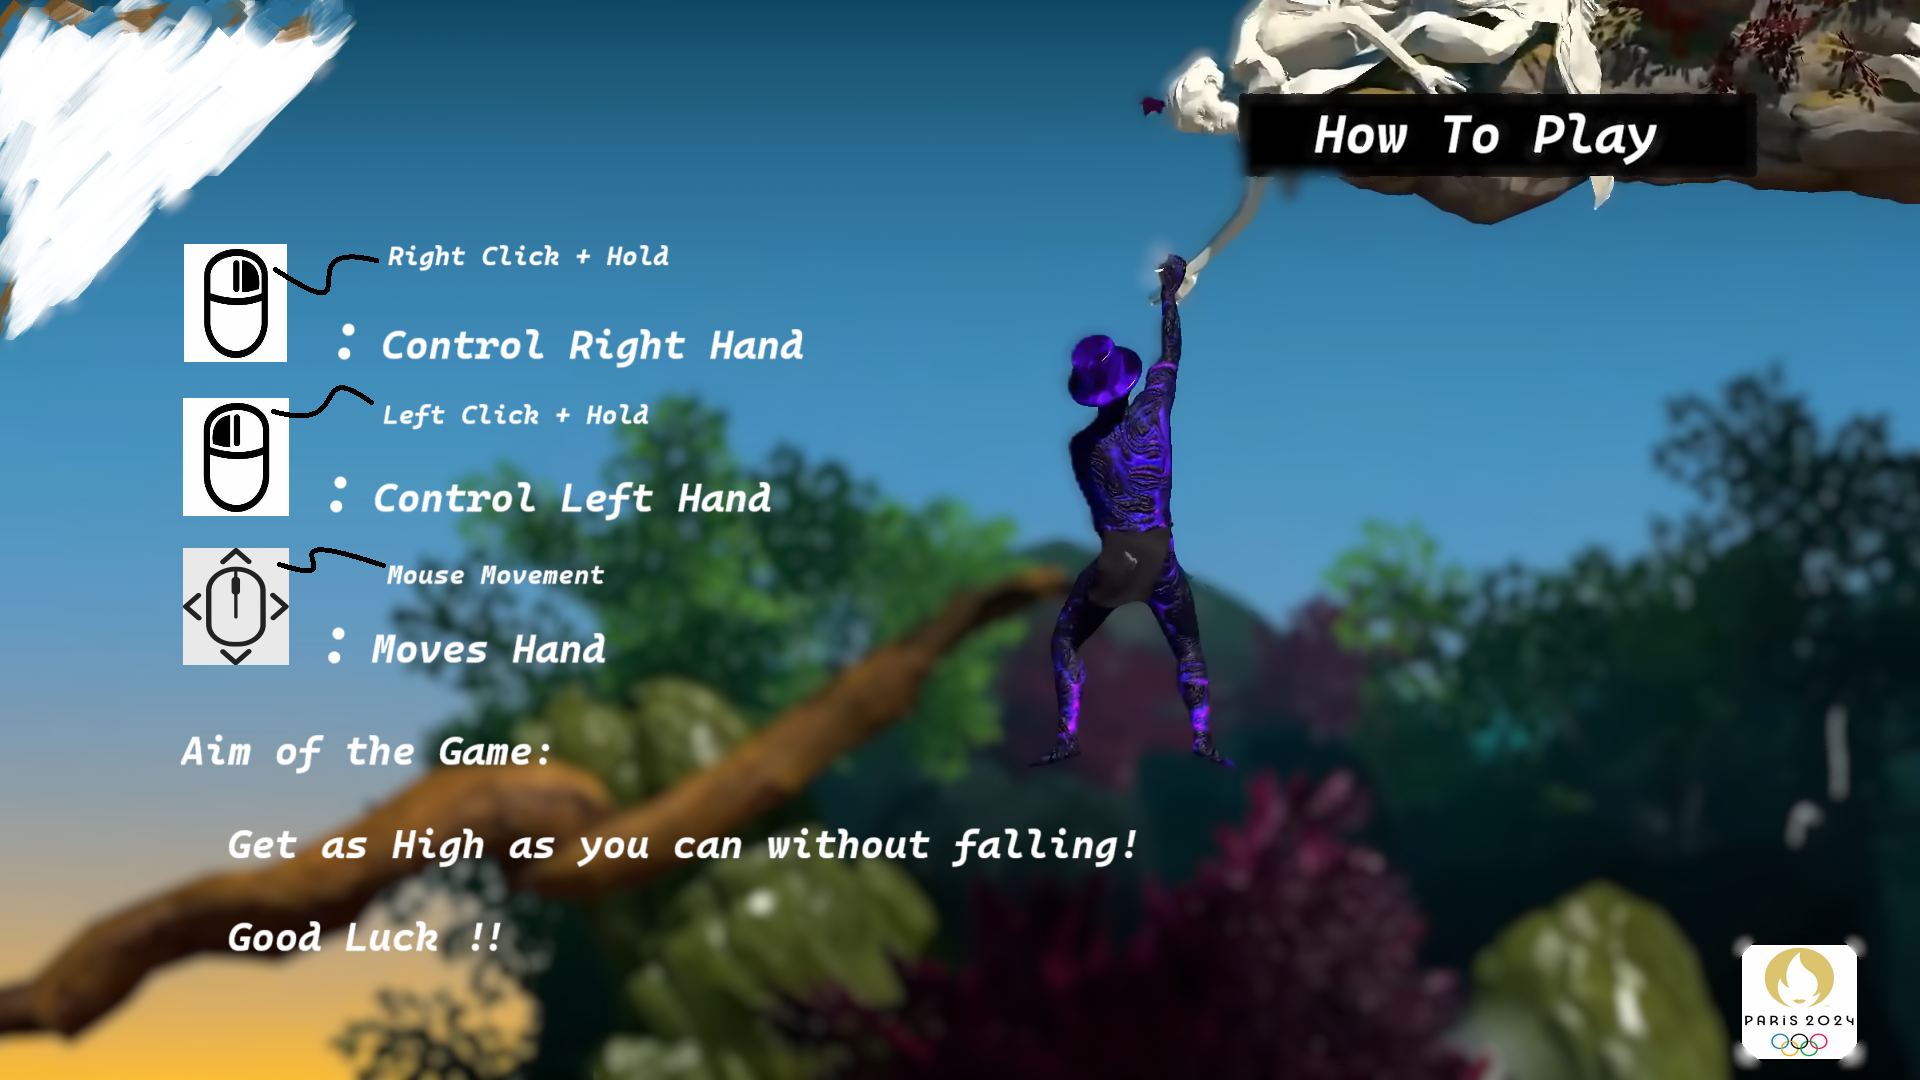 How To Play
Right Click + Hold
: Control Right Hand
Left Click + Hold
: Control Left Hand
Mouse Movement
: Moves Hand
Aim of the Game:
Get as High as you can without falling!
Good Luck !!
PARIS 2024